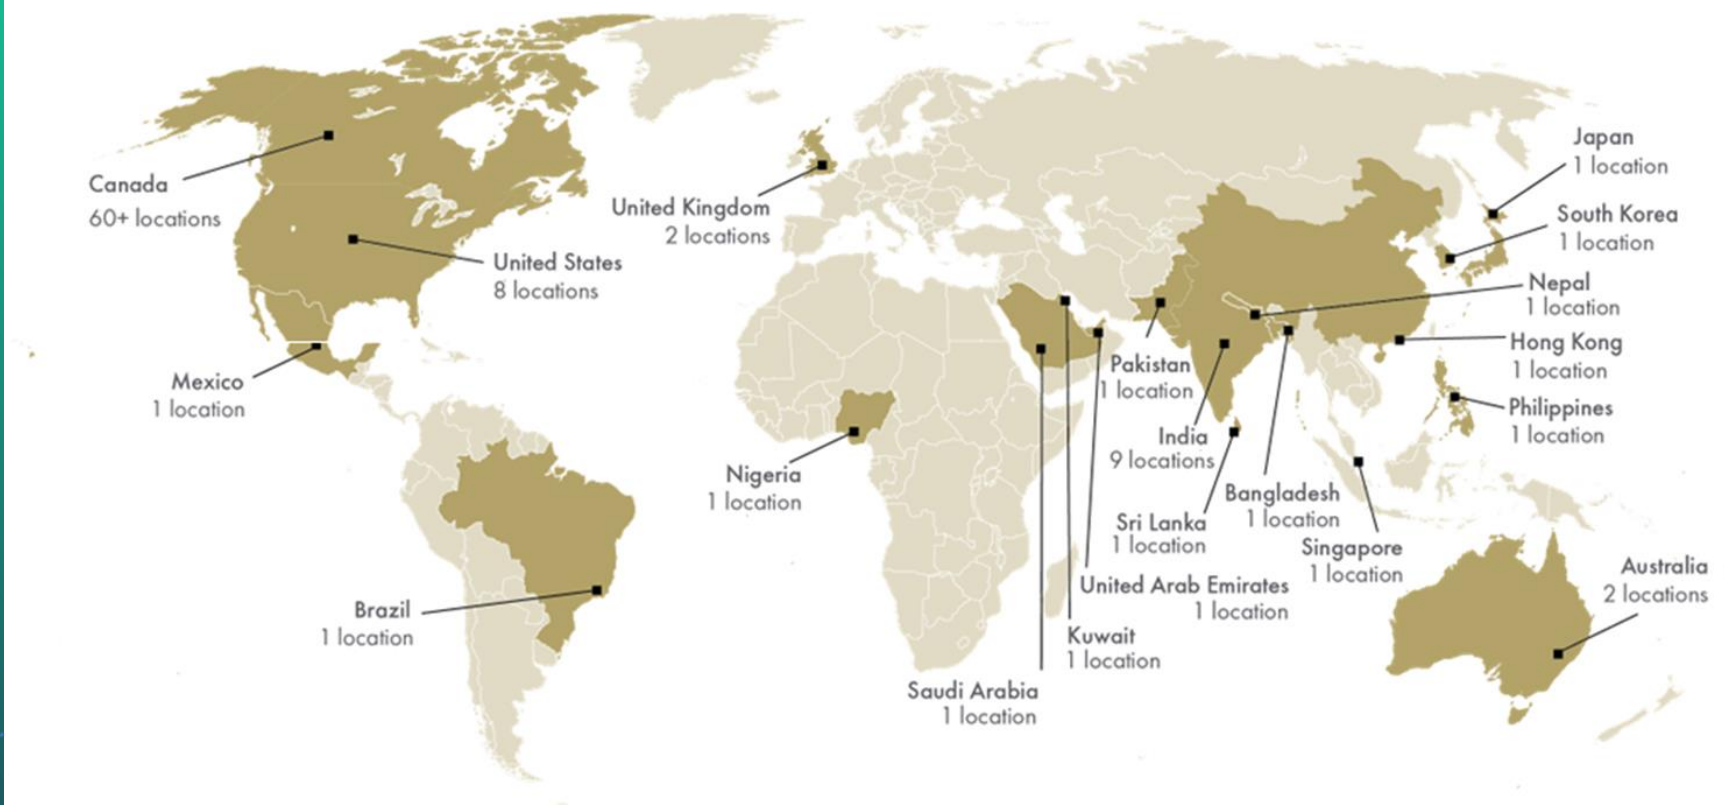 Canada
60+ locations
United States
8 locations
Mexico
1 location
Brazil
1 location
United Kingdom
2 locations
Nigeria
1 location
Saudi Arabia
1 location
Kuwait
1 location
United Arab Emirates
1 location
Pakistan
1 location
India
9 locations
Sri Lanka
1 location
Bangladesh
1 location
Singapore
1 location
Japan
1 location
South Korea
1 location
Nepal
1 location
Hong Kong
1 location
Philippines
1 location
Australia
2 locations